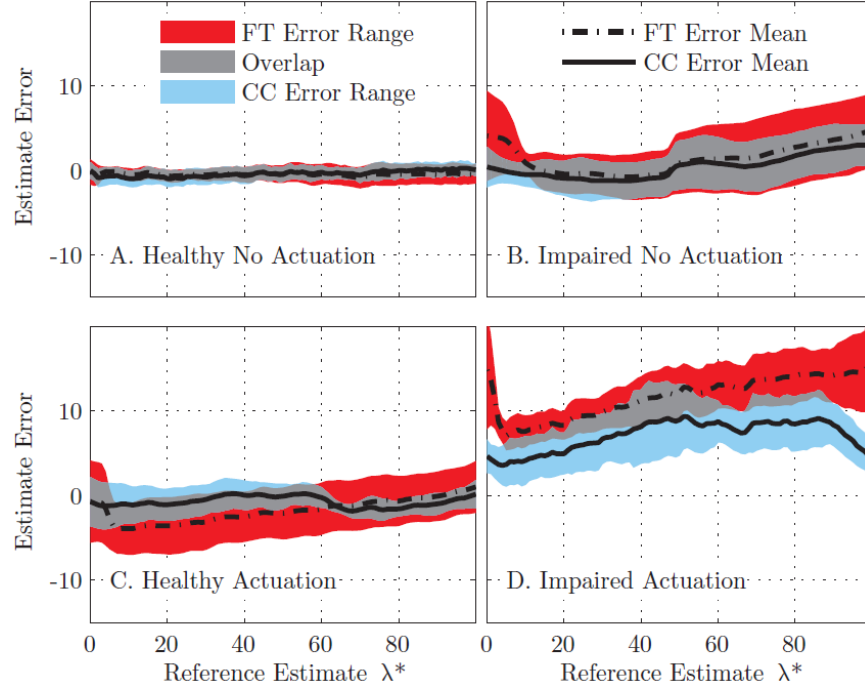 FT Error Range
Overlap
CC Error Range
FT Error Mean
CC Error Mean
Estimate Error
10
0
-10
A. Healthy No Actuation
B. Impaired No Actuation
Estimate Error
10
0
-10
C. Healthy Actuation
D. Impaired Actuation
0 20 40 60 80
0 20 40 60 80
Reference Estimate λ*
Reference Estimate λ*